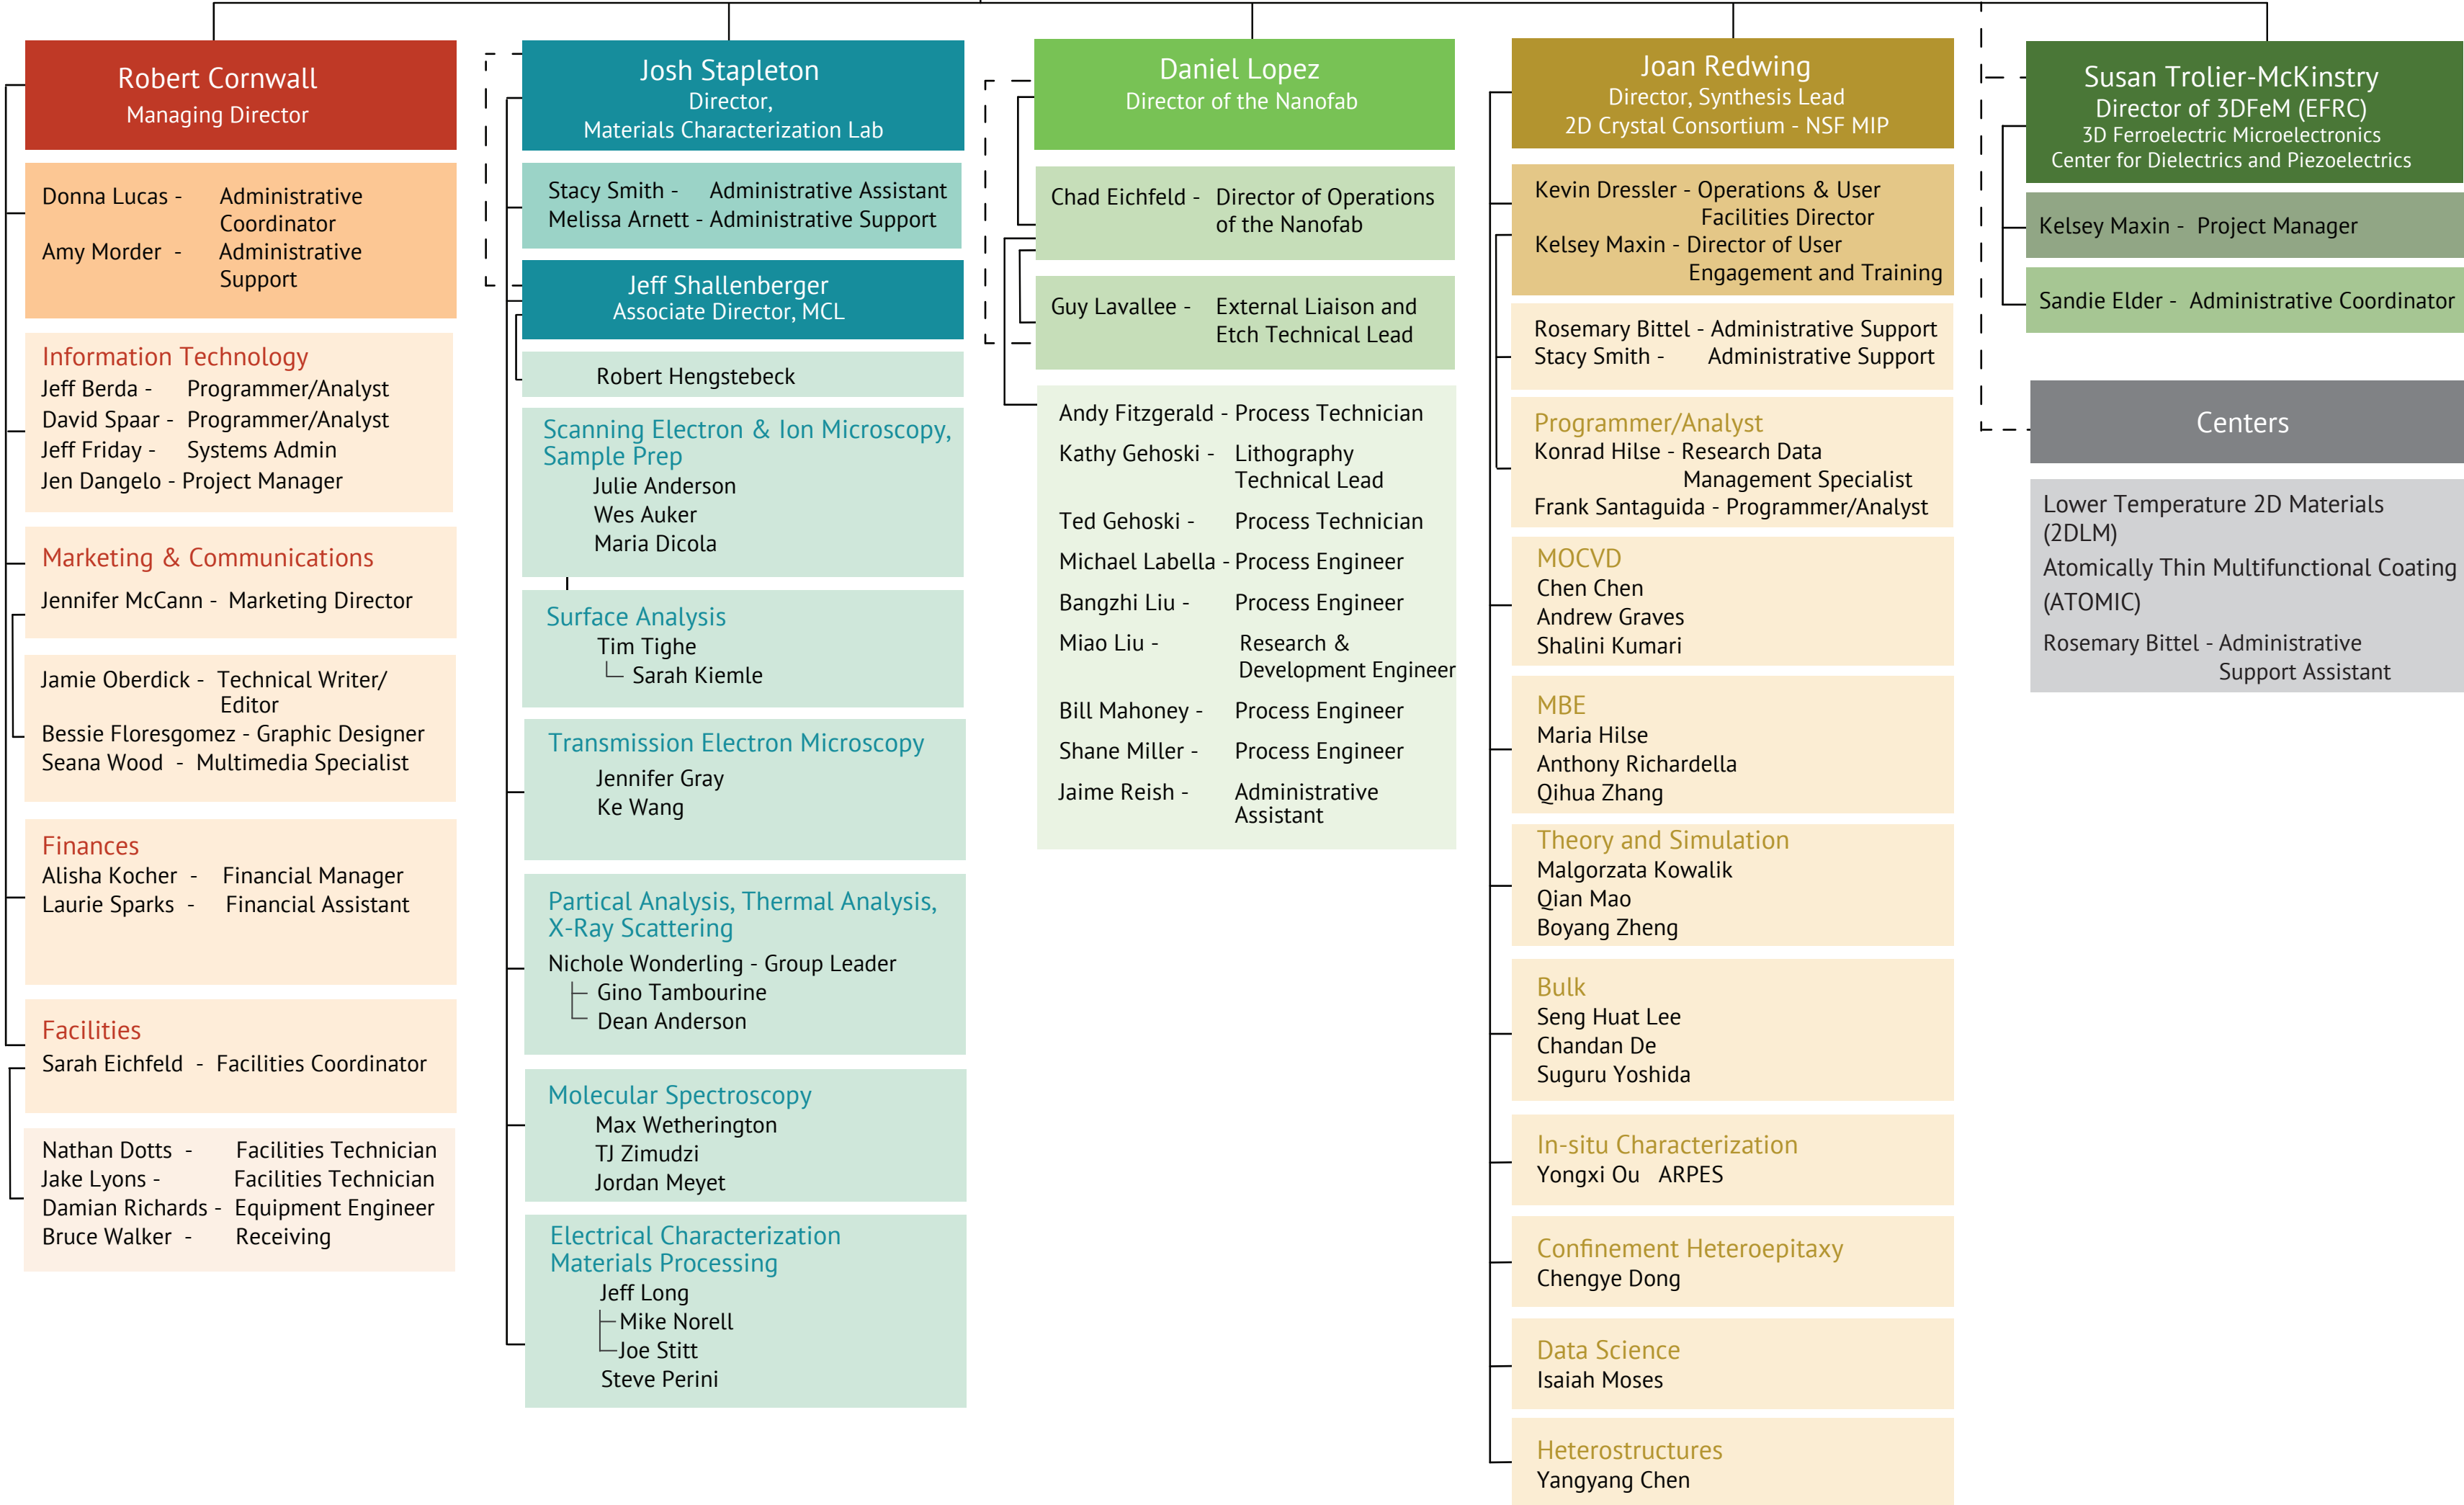 Robert Cornwall
Managing Director
Donna Lucas - Administrative
Coordinator
Amy Morder - Administrative
Support
Information Technology
Jeff Berda - Programmer/Analyst
David Spaar - Programmer/Analyst
Jeff Friday - Systems Admin
Jen Dangelo - Project Manager
Marketing & Communications
Jennifer McCann - Marketing Director
Jamie Oberdick - Technical Writer/
Editor
Bessie Floresgomez - Graphic Designer
Seana Wood - Multimedia Specialist
Finances
Alisha Kocher - Financial Manager
Laurie Sparks - Financial Assistant
Facilities
Sarah Eichfeld - Facilities Coordinator
Nathan Dotts - Facilities Technician
Jake Lyons - Facilities Technician
Damian Richards - Equipment Engineer
Bruce Walker - Receiving
Josh Stapleton
Director,
Materials Characterization Lab
Stacy Smith - Administrative Assistant
Melissa Arnett - Administrative Support
Jeff Shallenberger
Associate Director, MCL
Robert Hengstebeck
Scanning Electron & Ion Microscopy,
Sample Prep
Julie Anderson
Wes Auker
Maria Dicola
Surface Analysis
Tim Tighe
Sarah Kiemle
Transmission Electron Microscopy
Jennifer Gray
Ke Wang
Partical Analysis, Thermal Analysis,
X-Ray Scattering
Nichole Wonderling - Group Leader
Gino Tambourine
Dean Anderson
Molecular Spectroscopy
Max Wetherington
TJ Zimudzi
Jordan Meyet
Electrical Characterization
Materials Processing
Jeff Long
Mike Norell
Joe Stitt
Steve Perini
Daniel Lopez
Director of the Nanofab
Chad Eichfeld - Director of Operations
of the Nanofab
Guy Lavallee - External Liaison and
Etch Technical Lead
Andy Fitzgerald - Process Technician
Kathy Gehoski - Lithography
Technical Lead
Ted Gehoski - Process Technician
Michael Labella - Process Engineer
Bangzhi Liu - Process Engineer
Miao Liu - Research &
Development Engineer
Bill Mahoney - Process Engineer
Shane Miller - Process Engineer
Jaime Reish - Administrative
Assistant
Joan Redwing
Director, Synthesis Lead
2D Crystal Consortium - NSF MIP
Kevin Dressler - Operations & User
Facilities Director
Kelsey Maxin - Director of User
Engagement and Training
Rosemary Bittel - Administrative Support
Stacy Smith - Administrative Support
Programmer/Analyst
Konrad Hilse - Research Data
Management Specialist
Frank Santaguida - Programmer/Analyst
MOCVD
Chen Chen
Andrew Graves
Shalini Kumari
MBE
Maria Hilse
Anthony Richardella
Qihua Zhang
Theory and Simulation
Malgorzata Kowalik
Qian Mao
Boyang Zheng
Bulk
Seng Huat Lee
Chandan De
Suguru Yoshida
In-situ Characterization
Yongxi Ou ARPES
Confinement Heteroepitaxy
Chengye Dong
Data Science
Isaiah Moses
Heterostructures
Yangyang Chen
Susan Trolier-McKinstry
Director of 3DFeM (EFRC)
3D Ferroelectric Microelectronics
Center for Dielectrics and Piezoelectrics
Kelsey Maxin - Project Manager
Sandie Elder - Administrative Coordinator
Centers
Lower Temperature 2D Materials
(2DLM)
Atomically Thin Multifunctional Coating
(ATOMIC)
Rosemary Bittel - Administrative
Support Assistant